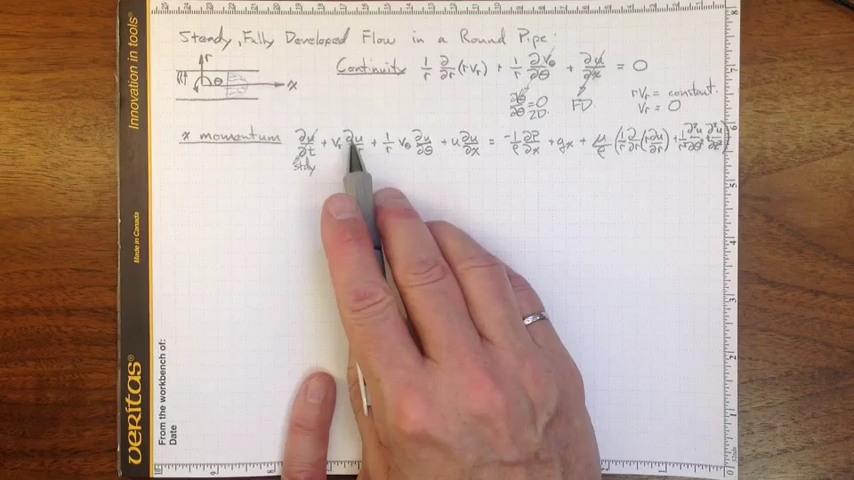 Steady, Fully Developed Flow in a Round Pipe:
Continuity 1/r ∂/∂r (r vr) + 1/r ∂vθ/∂θ + ∂u/∂x = 0
r θ x
∂vθ/∂θ = 0 2D. FD.
r vr = constant.
vr = 0
x momentum ∂u/∂t + vr ∂u/∂r + 1/r vθ ∂u/∂θ + u ∂u/∂x = -1/ρ ∂P/∂x + gx + μ/ρ (1/r ∂/∂r (r ∂u/∂r) + 1/r² ∂²u/∂θ² + ∂²u/∂x²)
stdy
Innovation in tools
Made in Canada
veritas
From the workbench of:
Date